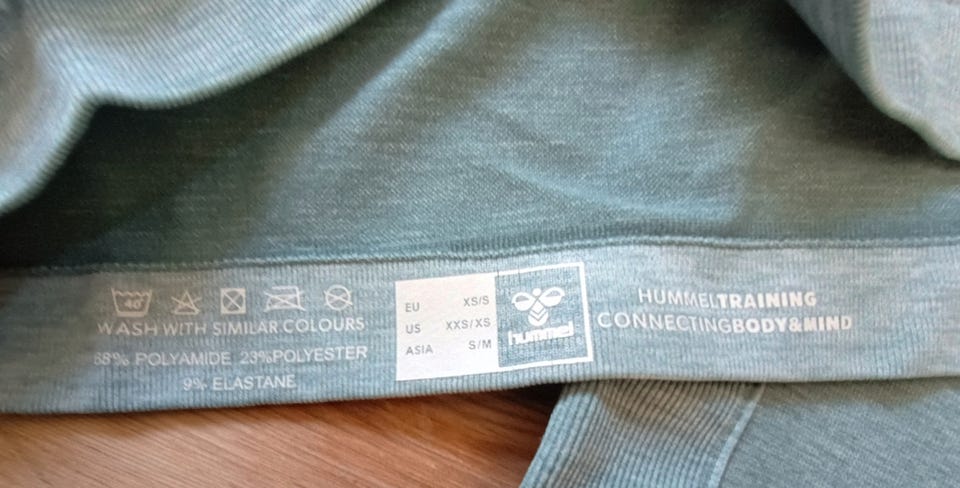 40
WASH WITH SIMILAR COLOURS
68% POLYAMIDE 23%POLYESTER
9% ELASTANE
EU XS/S
US XXS/XS
ASIA S/M
hummel
HUMMELTRAINING
CONNECTINGBODY&MIND